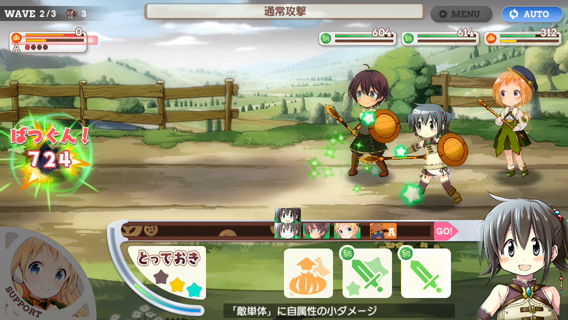 WAVE 2/3 3
通常攻撃
MENU
AUTO
0
604
614
312
ばつぐん!
724
GO!
とっておき
SUPPORT
「敵単体」に自属性の小ダメージ